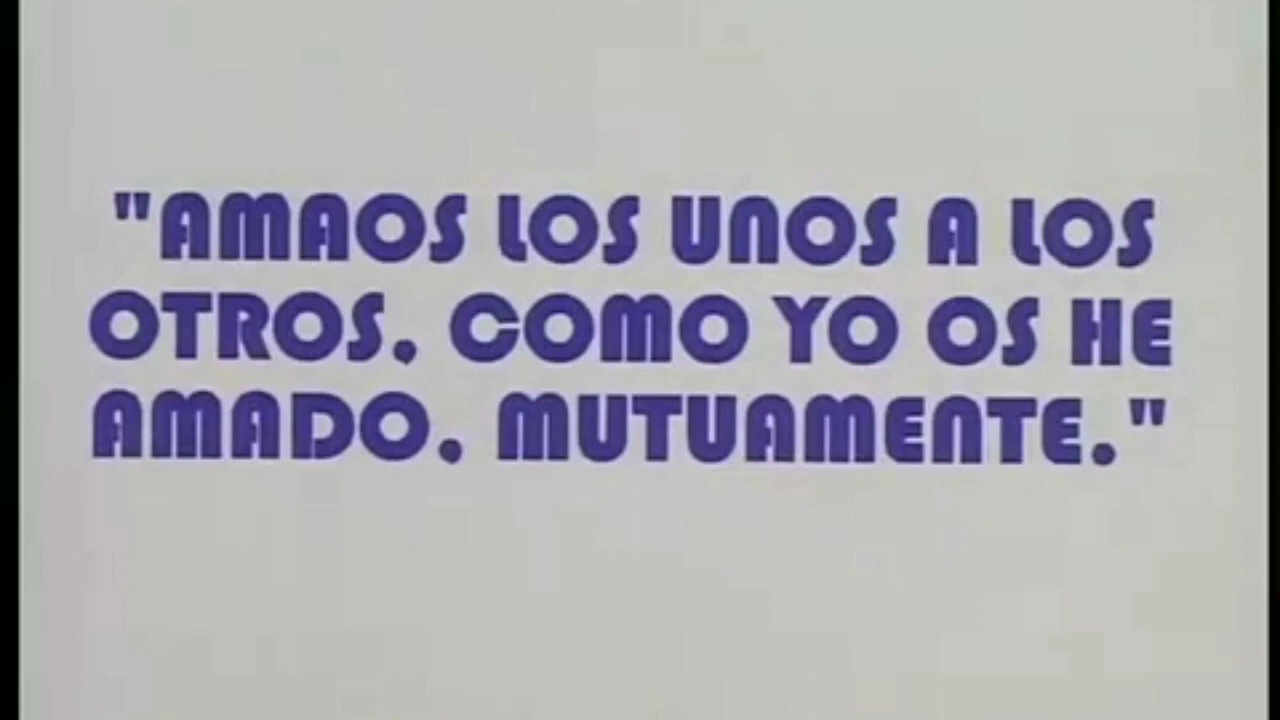 "AMAOS LOS UNOS A LOS
OTROS, COMO YO OS HE
AMADO, MUTUAMENTE."